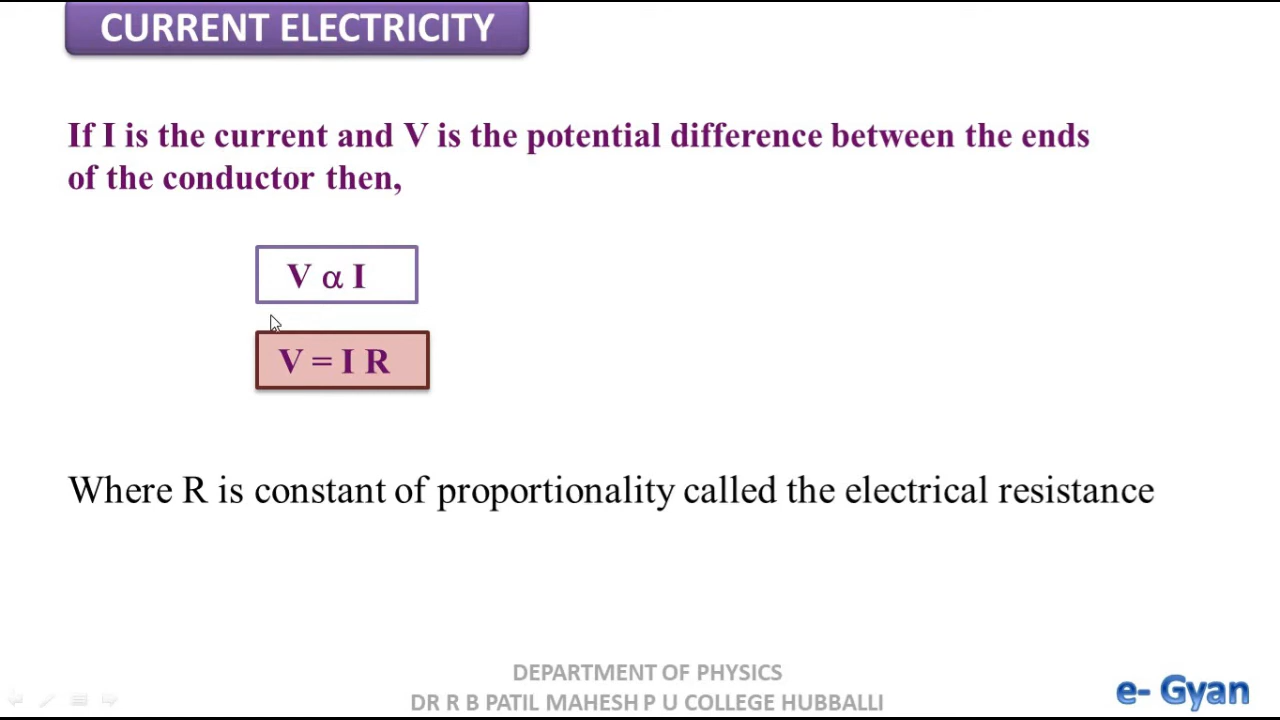 CURRENT ELECTRICITY
If I is the current and V is the potential difference between the ends
of the conductor then,
V α I
V = I R
Where R is constant of proportionality called the electrical resistance
DEPARTMENT OF PHYSICS
DR R B PATIL MAHESH P U COLLEGE HUBBALLI
e- Gyan